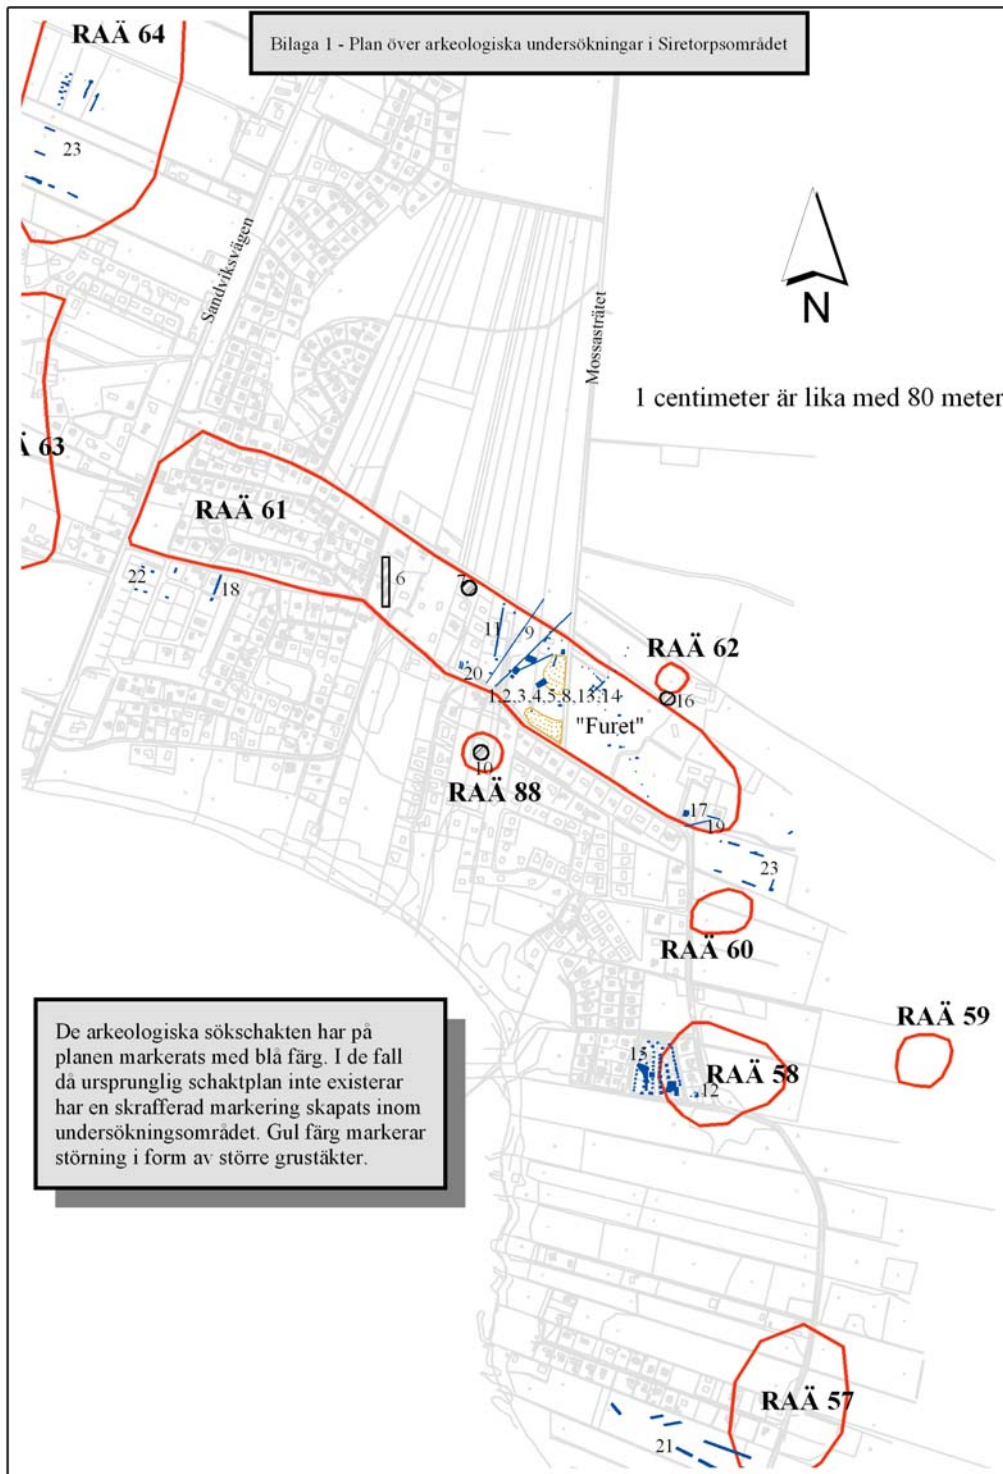 RAÄ 64
Bilaga 1 - Plan över arkeologiska undersökningar i Siretorpsområdet
23
Sandviksvägen
Mossasträtet
N
1 centimeter är lika med 80 meter
Ä 63
RAÄ 61
22
18
6
7
11
9
20
1,2,3,4,5,8,13,14
"Furet"
RAÄ 62
16
10
RAÄ 88
17
19
23
RAÄ 60
RAÄ 59
15
RAÄ 58
12
De arkeologiska sökschakten har på
planen markerats med blå färg. I de fall
då ursprunglig schaktplan inte existerar
har en skrafferad markering skapats inom
undersökningsområdet. Gul färg markerar
störning i form av större grustäkter.
RAÄ 57
21